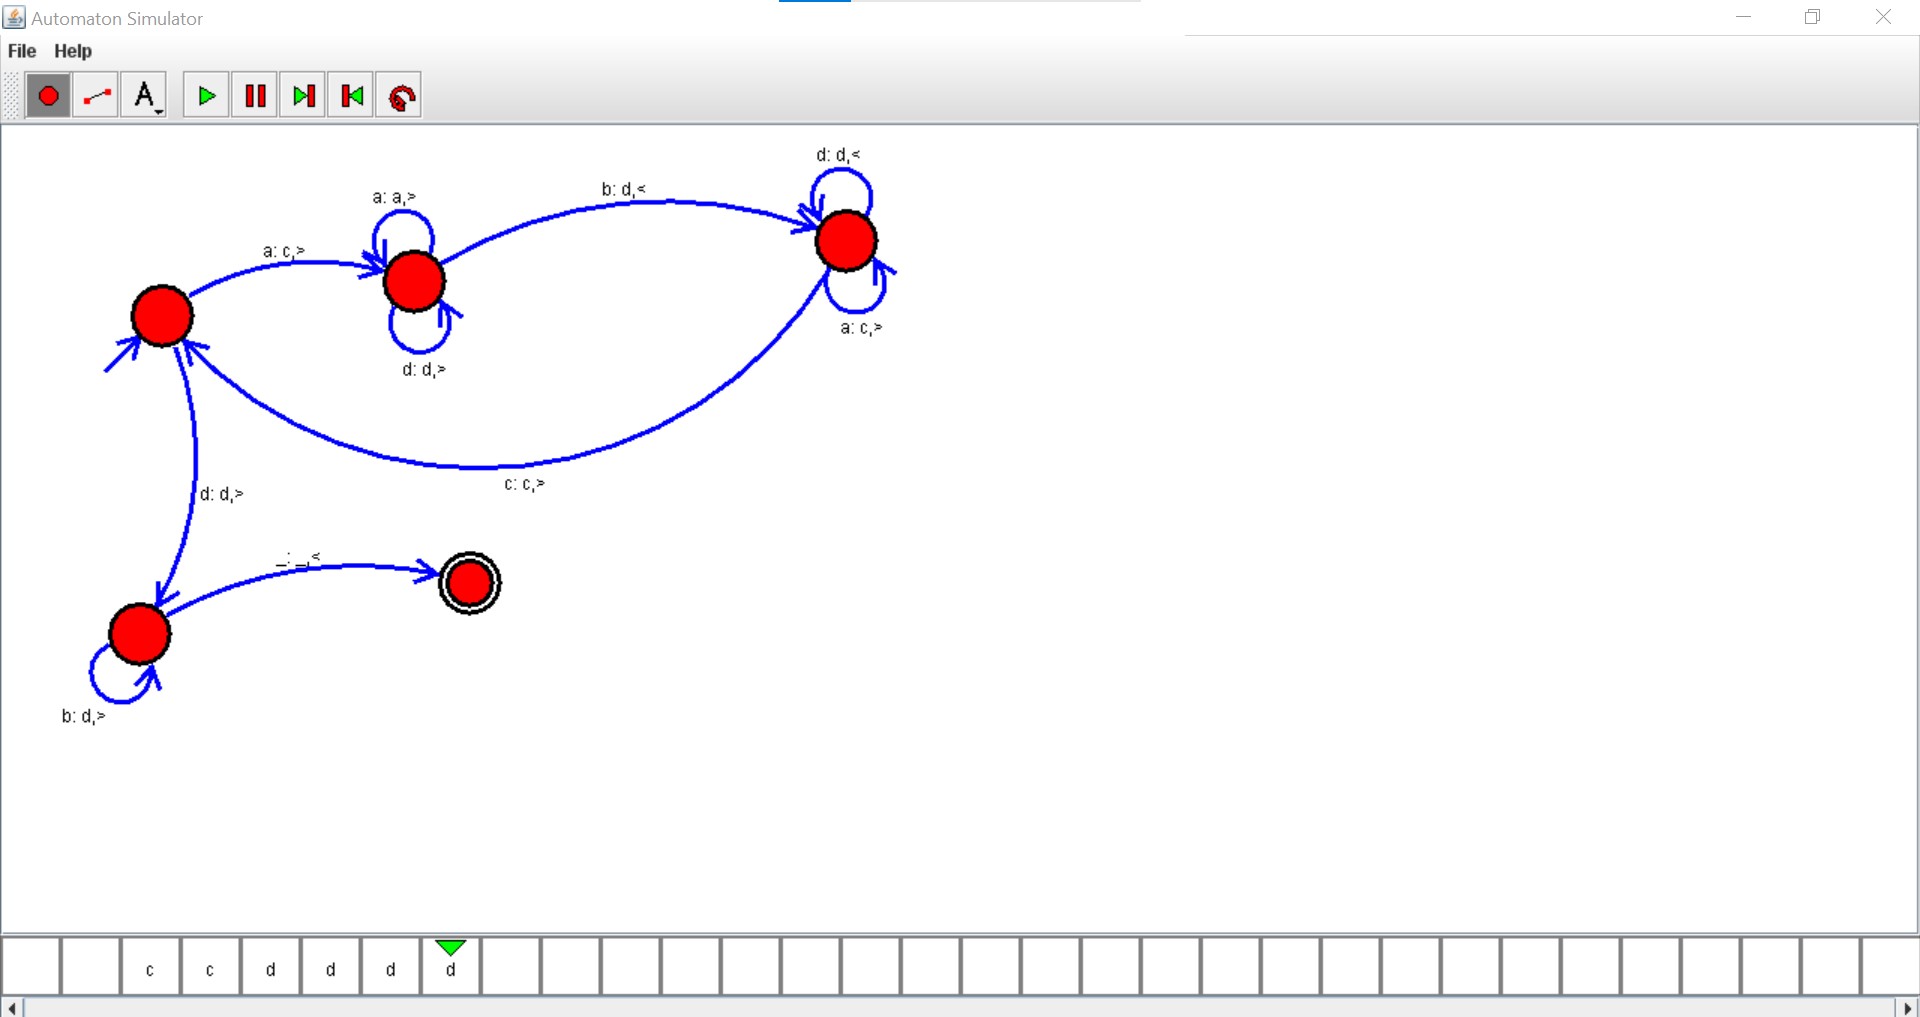 Automaton Simulator
File Help
A
d: d,<
a: a,>
b: d,<
a: c,>
a: c,>
d: d,>
c: c,>
d: d,>
_: _,<
b: d,>
c c d d d d